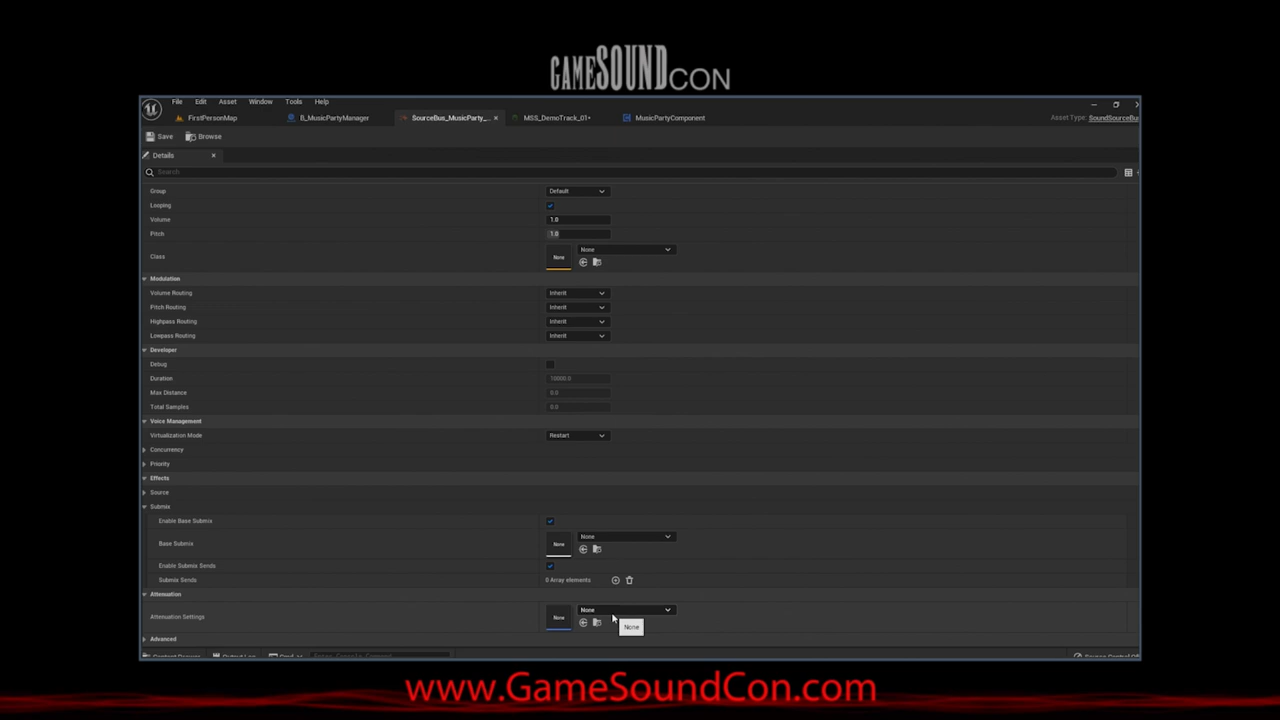 GAMESOUNDCON
File Edit Asset Window Tools Help
FirstPersonMap B_MusicPartyManager SourceBus_MusicParty_... MSS_DemoTrack_01* MusicPartyComponent Asset Type: SoundSourceBus
Save Browse
Details
Search
Group Default
Looping
Volume 1.0
Pitch 1.0
Class None None
Modulation
Volume Routing Inherit
Pitch Routing Inherit
Highpass Routing Inherit
Lowpass Routing Inherit
Developer
Debug
Duration 10000.0
Max Distance 0.0
Total Samples 0.0
Voice Management
Virtualization Mode Restart
Concurrency
Priority
Effects
Source
Submix
Enable Base Submix
Base Submix None None
Enable Submix Sends
Submix Sends 0 Array elements
Attenuation
Attenuation Settings None None
None
Advanced
www.GameSoundCon.com